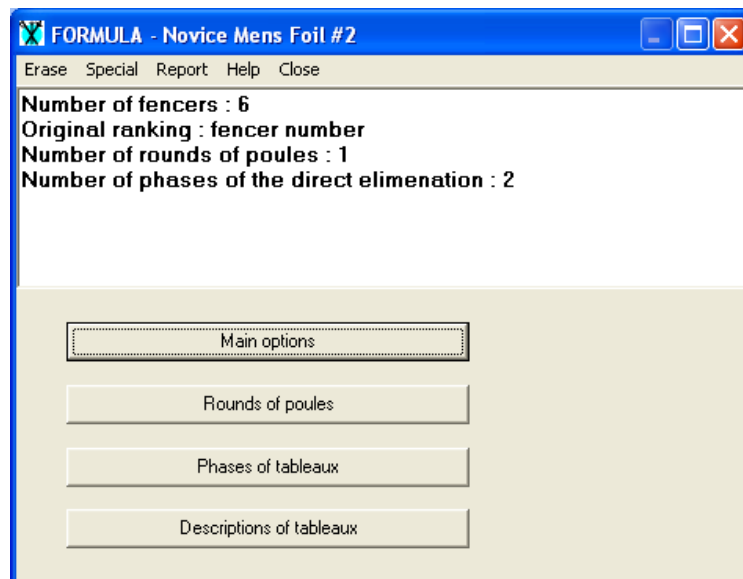 FORMULA - Novice Mens Foil #2
Erase Special Report Help Close
Number of fencers : 6
Original ranking : fencer number
Number of rounds of poules : 1
Number of phases of the direct elimenation : 2
Main options
Rounds of poules
Phases of tableaux
Descriptions of tableaux